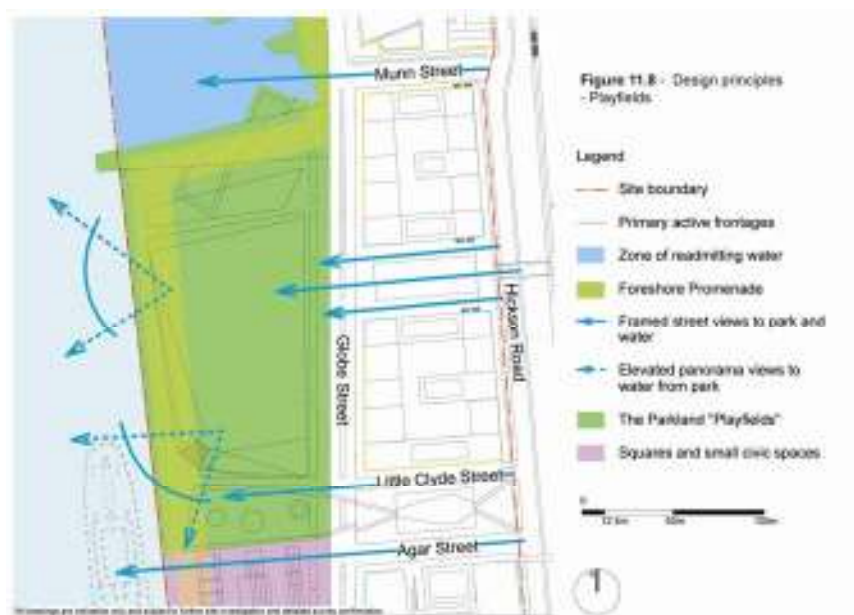 Munn Street
Figure 11.8 - Design principles
- Playfields
Legend
Site boundary
Primary active frontages
Zone of readmitting water
Foreshore Promenade
Framed street views to park and
water
Elevated panorama views to
water from park
The Parkland "Playfields"
Squares and small civic spaces
Hickson Road
Globe Street
Little Clyde Street
Agar Street
0